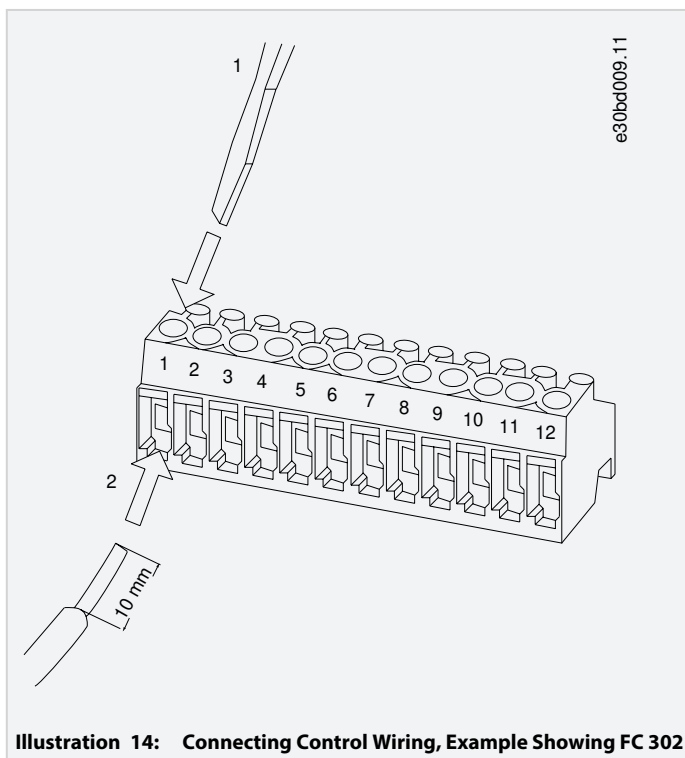 1
e30bd009.11
1 2 3 4 5 6 7 8 9 10 11 12
2
10 mm
Illustration 14: Connecting Control Wiring, Example Showing FC 302